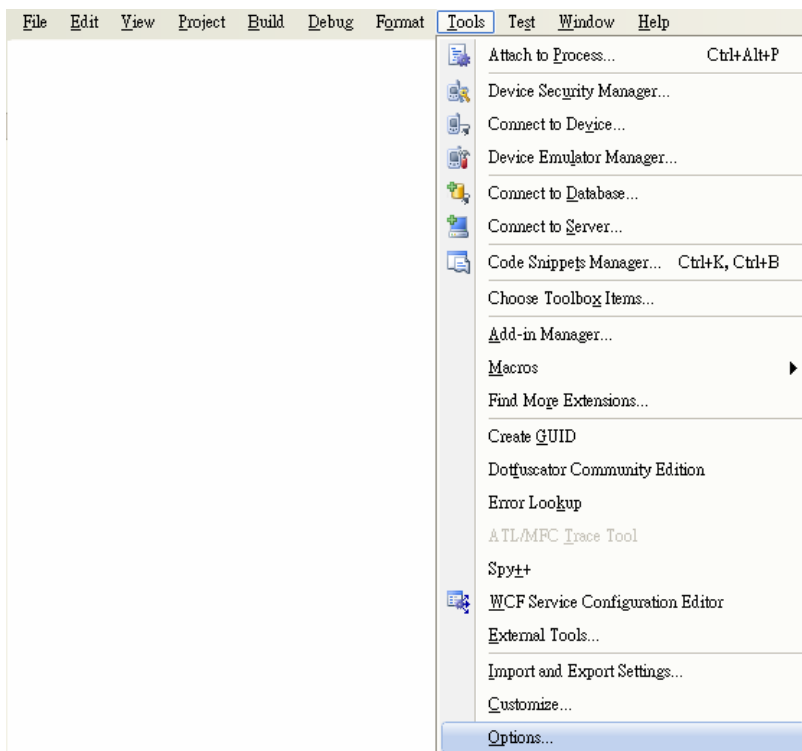 File Edit View Project Build Debug Format Tools Test Window Help
Attach to Process... Ctrl+Alt+P
Device Security Manager...
Connect to Device...
Device Emulator Manager...
Connect to Database...
Connect to Server...
Code Snippets Manager... Ctrl+K, Ctrl+B
Choose Toolbox Items...
Add-in Manager...
Macros
Find More Extensions...
Create GUID
Dotfuscator Community Edition
Error Lookup
ATL/MFC Trace Tool
Spy++
WCF Service Configuration Editor
External Tools...
Import and Export Settings...
Customize...
Options...